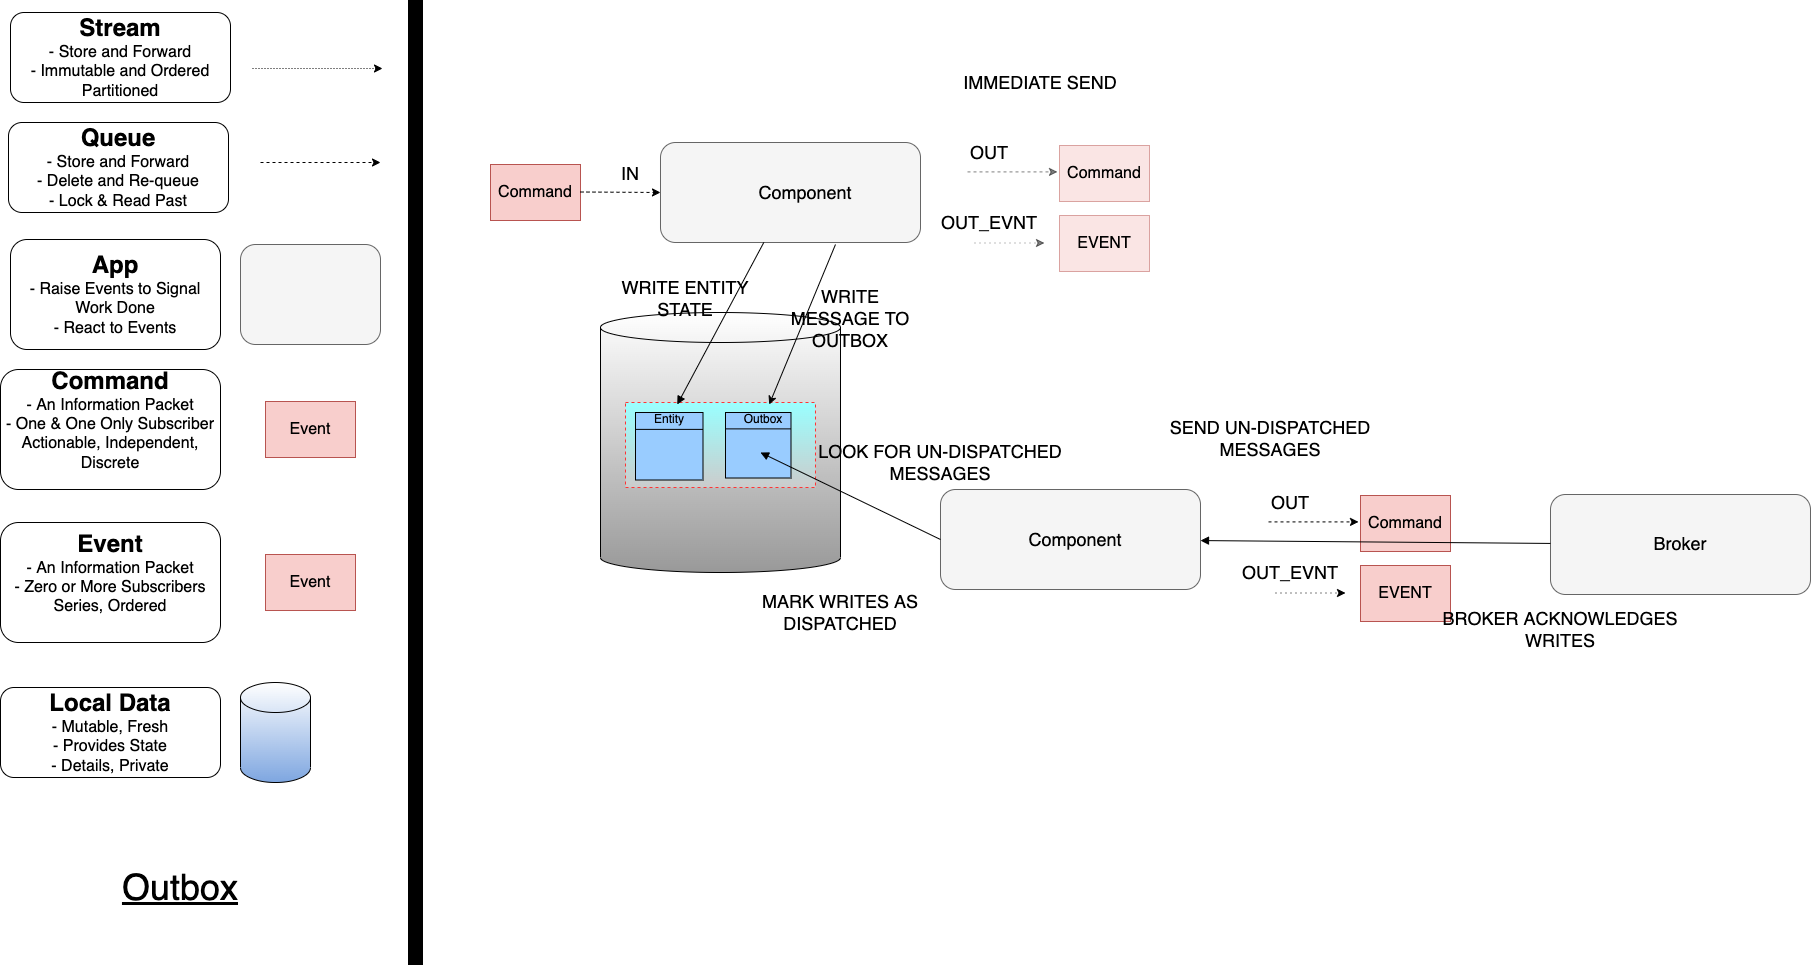 Stream
- Store and Forward
- Immutable and Ordered
Partitioned
Queue
- Store and Forward
- Delete and Re-queue
- Lock & Read Past
App
- Raise Events to Signal
Work Done
- React to Events
Command
- An Information Packet
- One & One Only Subscriber
Actionable, Independent,
Discrete
Event
Event
- An Information Packet
- Zero or More Subscribers
Series, Ordered
Event
Local Data
- Mutable, Fresh
- Provides State
- Details, Private
Outbox
IMMEDIATE SEND
Command
IN
Component
OUT
Command
OUT_EVNT
EVENT
WRITE ENTITY
STATE
WRITE
MESSAGE TO
OUTBOX
Entity
Outbox
LOOK FOR UN-DISPATCHED
MESSAGES
SEND UN-DISPATCHED
MESSAGES
Component
OUT
Command
OUT_EVNT
EVENT
Broker
MARK WRITES AS
DISPATCHED
BROKER ACKNOWLEDGES
WRITES